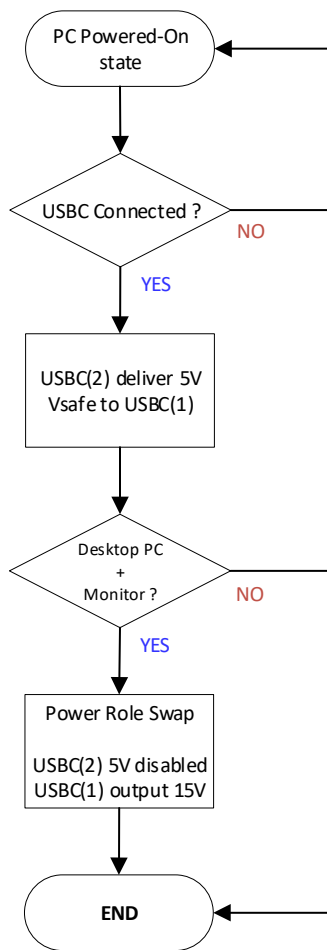 PC Powered-On
state
USBC Connected ?
NO
YES
USBC(2) deliver 5V
Vsafe to USBC(1)
Desktop PC
+
Monitor ?
NO
YES
Power Role Swap
USBC(2) 5V disabled
USBC(1) output 15V
END